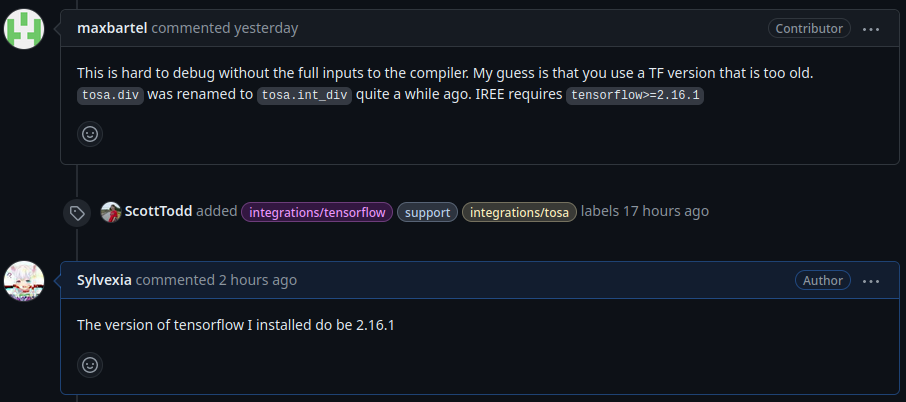 maxbartel commented yesterday
Contributor
This is hard to debug without the full inputs to the compiler. My guess is that you use a TF version that is too old.
tosa.div was renamed to tosa.int_div quite a while ago. IREE requires tensorflow>=2.16.1
ScottTodd added integrations/tensorflow support integrations/tosa labels 17 hours ago
Sylvexia commented 2 hours ago
Author
The version of tensorflow I installed do be 2.16.1